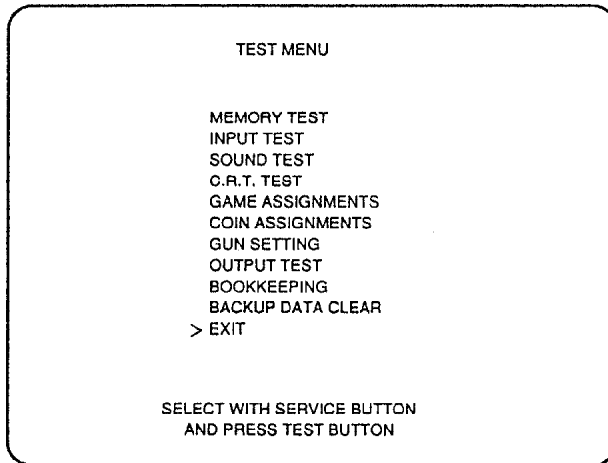 TEST MENU
MEMORY TEST
INPUT TEST
SOUND TEST
C.R.T. TEST
GAME ASSIGNMENTS
COIN ASSIGNMENTS
GUN SETTING
OUTPUT TEST
BOOKKEEPING
BACKUP DATA CLEAR
> EXIT
SELECT WITH SERVICE BUTTON
AND PRESS TEST BUTTON